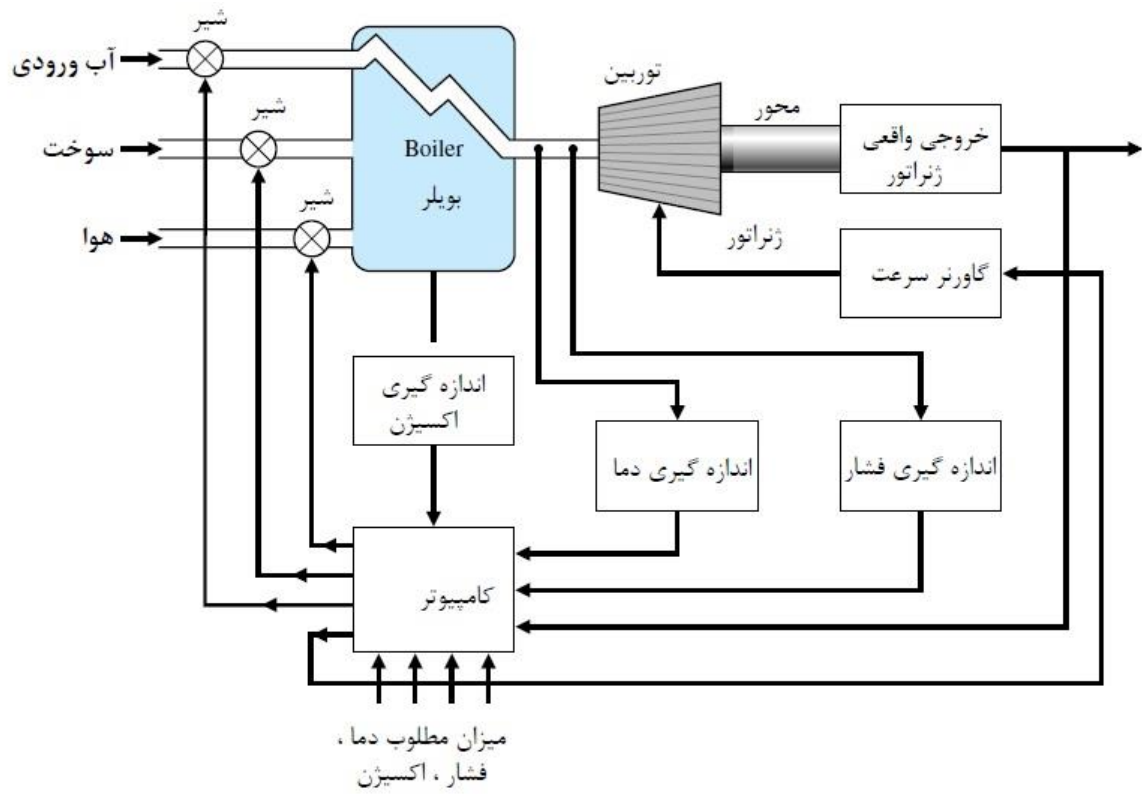 شیر
آب ورودی
شیر
سوخت
شیر
هوا
Boiler
بویلر
توربین
محور
خروجی واقعی
ژنراتور
ژنراتور
گاورنر سرعت
اندازه گیری
اکسیژن
اندازه گیری دما
اندازه گیری فشار
کامپیوتر
میزان مطلوب دما ،
فشار ، اکسیژن